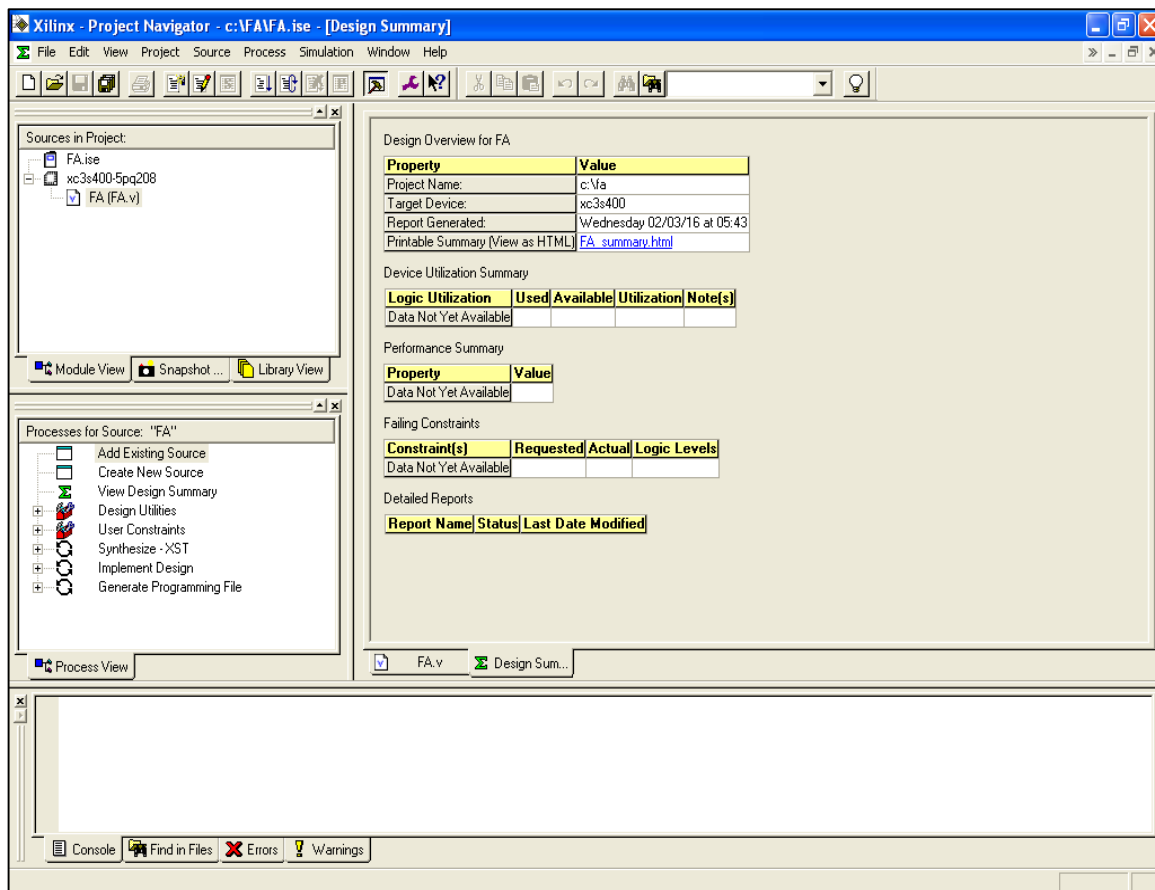 Xilinx - Project Navigator - c:\FA\FA.ise - [Design Summary]
File Edit View Project Source Process Simulation Window Help
Sources in Project:
FA.ise
xc3s400-5pq208
FA (FA.v)
Module View Snapshot ... Library View
Processes for Source: "FA"
Add Existing Source
Create New Source
View Design Summary
Design Utilities
User Constraints
Synthesize - XST
Implement Design
Generate Programming File
Process View
Design Overview for FA
Property Value
Project Name: c:\fa
Target Device: xc3s400
Report Generated: Wednesday 02/03/16 at 05:43
Printable Summary (View as HTML) FA_summary.html
Device Utilization Summary
Logic Utilization Used Available Utilization Note(s)
Data Not Yet Available
Performance Summary
Property Value
Data Not Yet Available
Failing Constraints
Constraint(s) Requested Actual Logic Levels
Data Not Yet Available
Detailed Reports
Report Name Status Last Date Modified
FA.v Design Sum...
Console Find in Files Errors Warnings